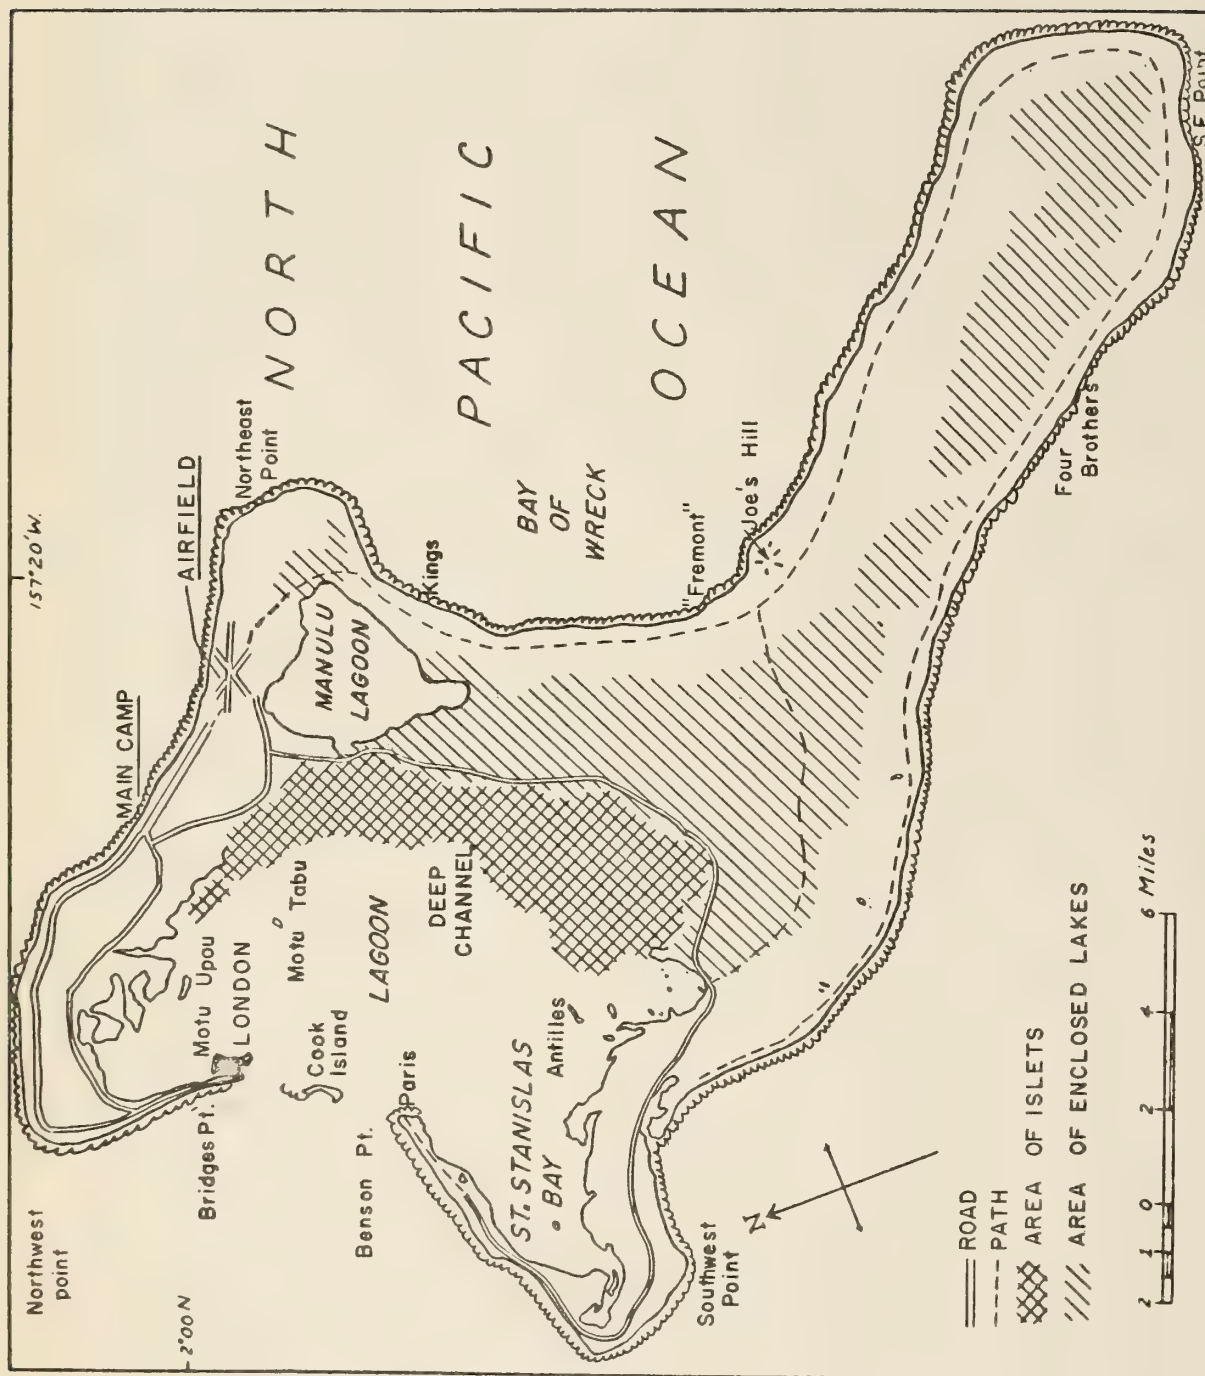 157°20'W.
2°00N
NORTH
PACIFIC
OCEAN
Northwest
point
MAIN CAMP
AIRFIELD
Northeast
Point
Bridges Pt.
Motu Upou
LONDON
MANULU
LAGOON
Cook
Island
Motu Tabu
Kings
Benson Pt.
Paris
LAGOON
DEEP
CHANNEL
BAY
OF
WRECK
ST. STANISLAS
BAY
Antilles
"Fremont"
Joe's Hill
Southwest
Point
Four
Brothers
S.E. Point
N
ROAD
PATH
AREA OF ISLETS
AREA OF ENCLOSED LAKES
2 1 0 2 4 6 Miles